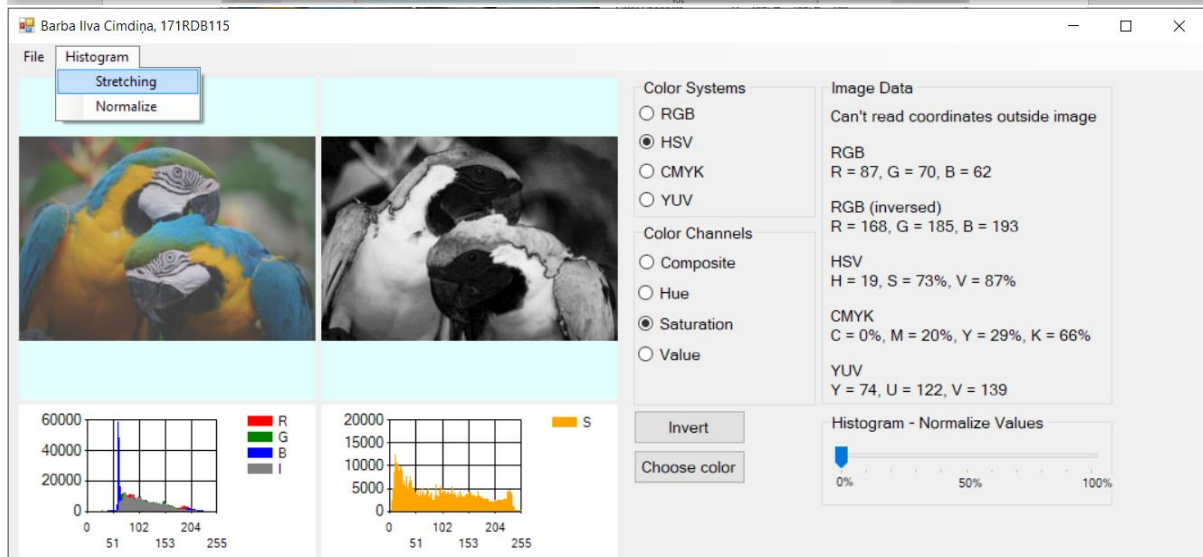 Barba Ilva Cimdiņa, 171RDB115
File Histogram
Stretching
Normalize
Color Systems
RGB
HSV
CMYK
YUV
Color Channels
Composite
Hue
Saturation
Value
Image Data
Can't read coordinates outside image
RGB
R = 87, G = 70, B = 62
RGB (inversed)
R = 168, G = 185, B = 193
HSV
H = 19, S = 73%, V = 87%
CMYK
C = 0%, M = 20%, Y = 29%, K = 66%
YUV
Y = 74, U = 122, V = 139
60000
40000
20000
0
0 102 204
51 153 255
R
G
B
I
20000
15000
10000
5000
0
0 102 204
51 153 255
S
Invert
Choose color
Histogram - Normalize Values
0% 50% 100%